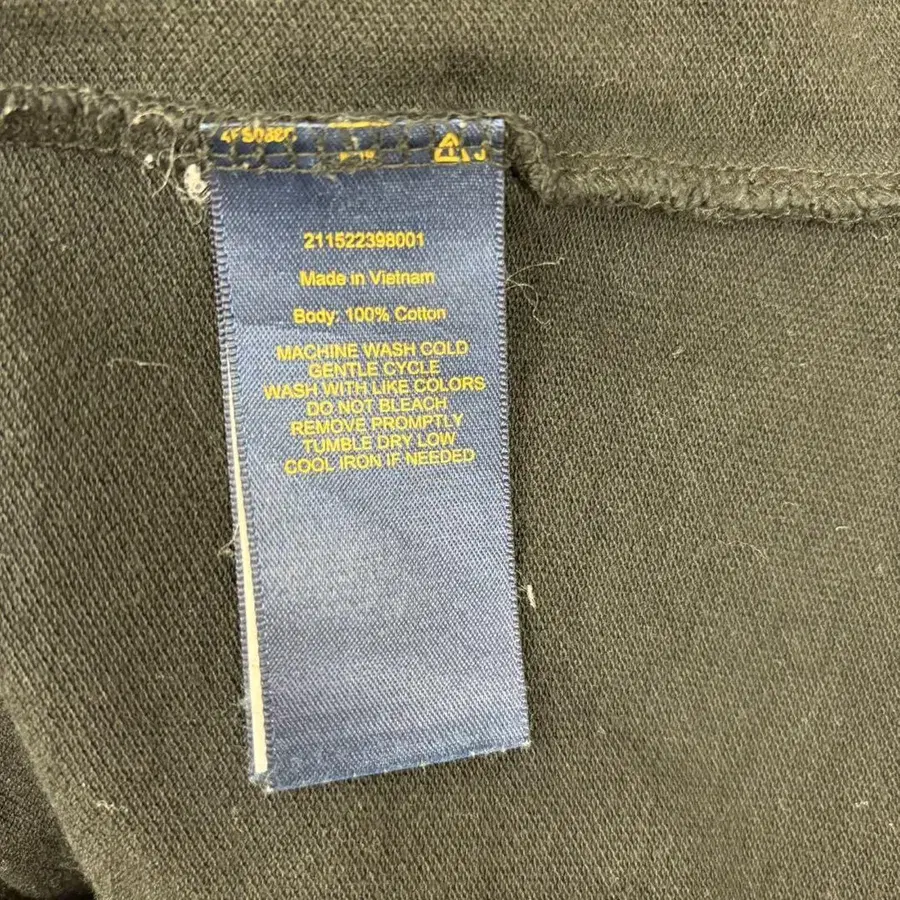 211522398001
Made in Vietnam
Body: 100% Cotton
MACHINE WASH COLD
GENTLE CYCLE
WASH WITH LIKE COLORS
DO NOT BLEACH
REMOVE PROMPTLY
TUMBLE DRY LOW
COOL IRON IF NEEDED